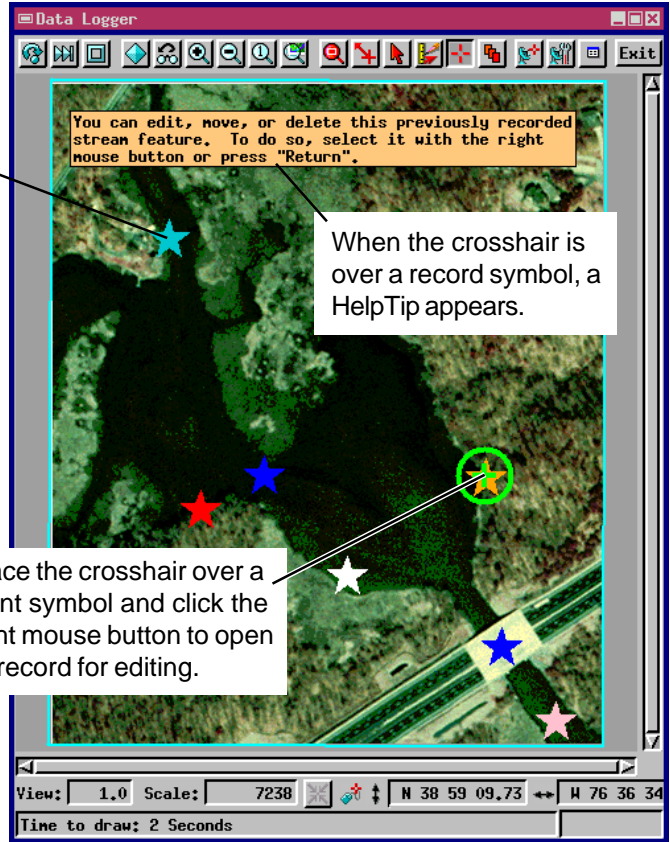 Data Logger
Exit
You can edit, move, or delete this previously recorded
stream feature. To do so, select it with the right
mouse button or press "Return".
When the crosshair is
over a record symbol, a
HelpTip appears.
ace the crosshair over a
nt symbol and click the
nt mouse button to open
record for editing.
View: 1.0 Scale: 7238 N 38 59 09.73 W 76 36 34
Time to draw: 2 Seconds